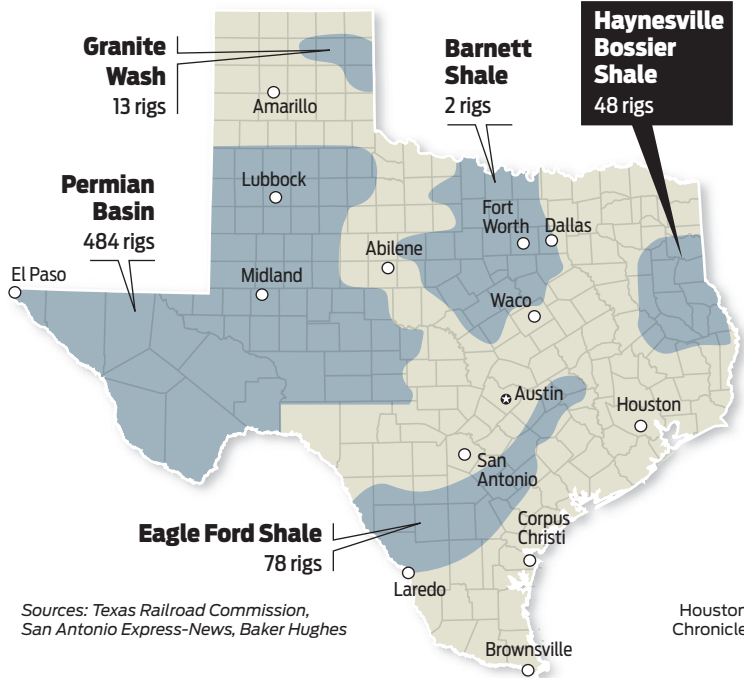 Granite
Wash
13 rigs
Barnett
Shale
2 rigs
Haynesville
Bossier
Shale
48 rigs
Amarillo
Permian
Basin
484 rigs
Lubbock
Fort
Worth
Dallas
Abilene
El Paso
Midland
Waco
Austin
Houston
San
Antonio
Eagle Ford Shale
78 rigs
Corpus
Christi
Laredo
Sources: Texas Railroad Commission,
San Antonio Express-News, Baker Hughes
Houston
Chronicle
Brownsville